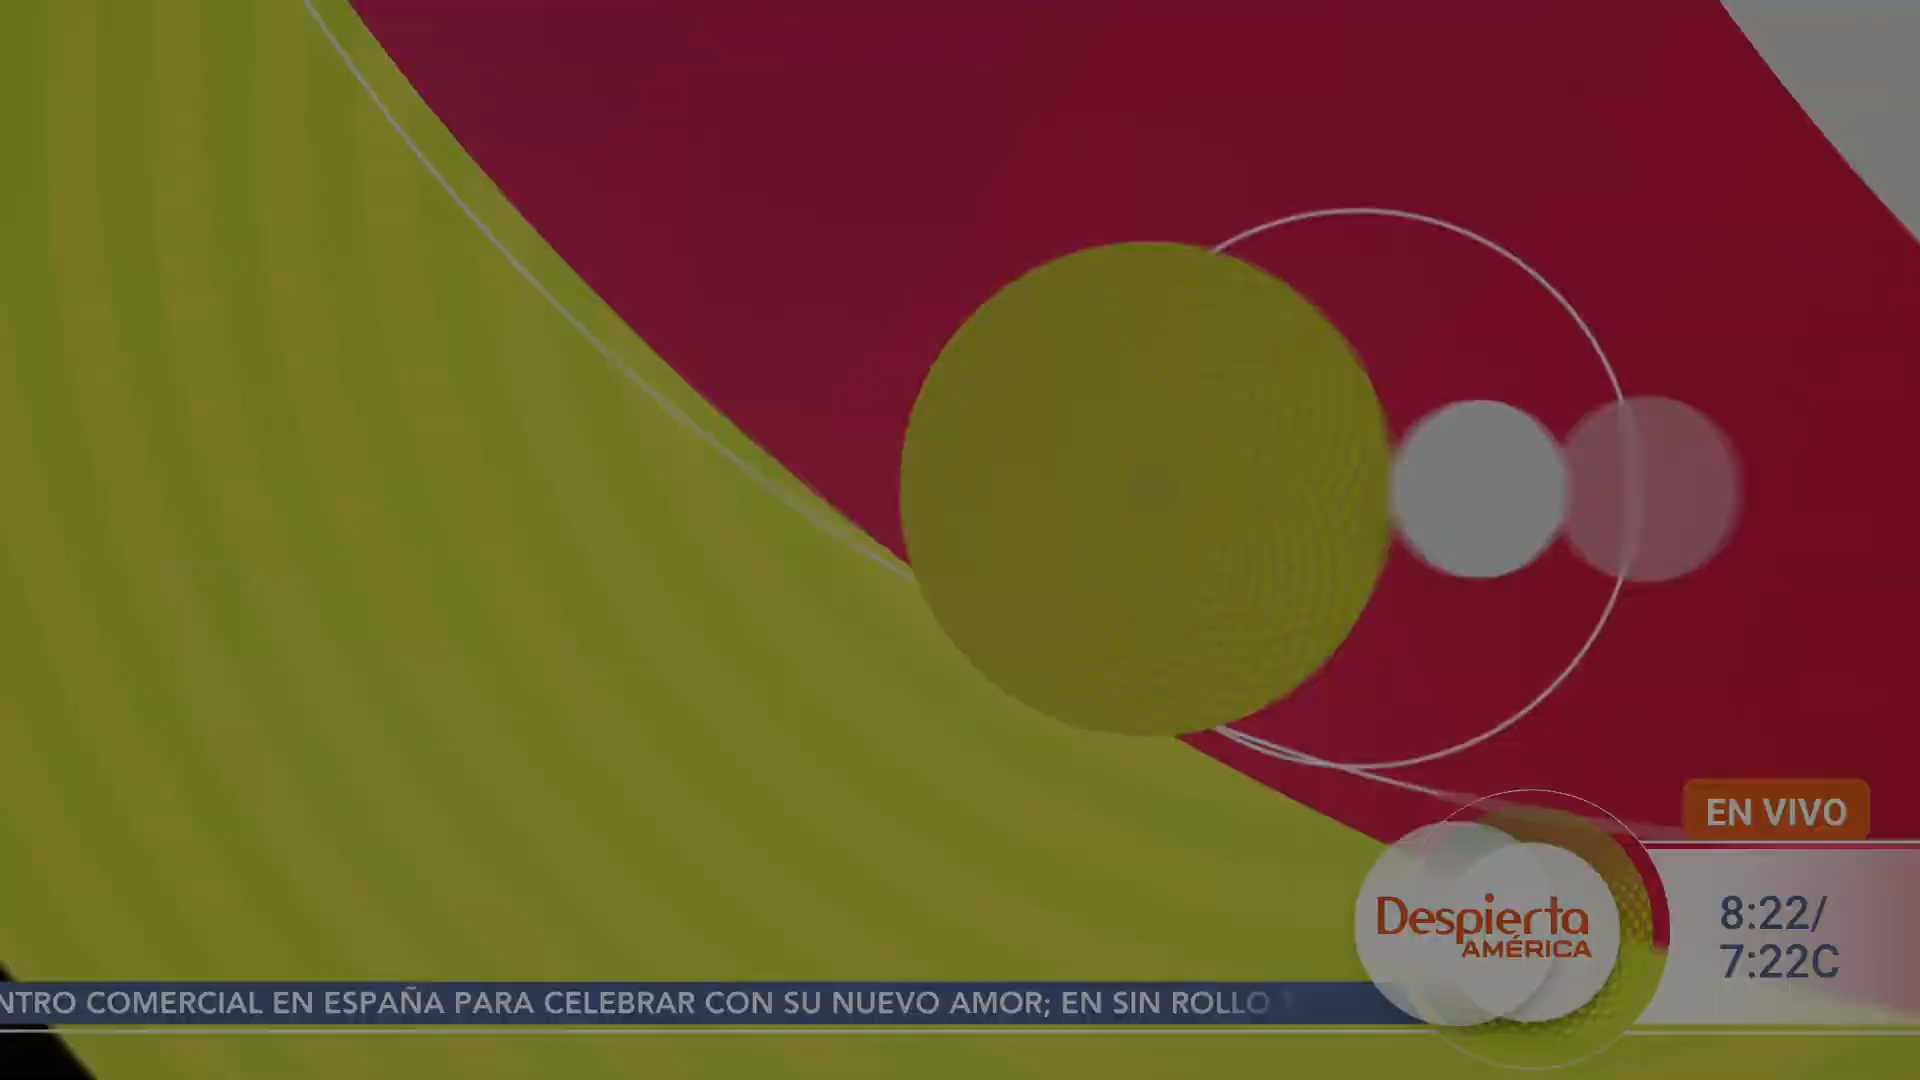 EN VIVO
Despierta
AMÉRICA
8:22/
7:22C
NTRO COMERCIAL EN ESPAÑA PARA CELEBRAR CON SU NUEVO AMOR; EN SIN ROLLO